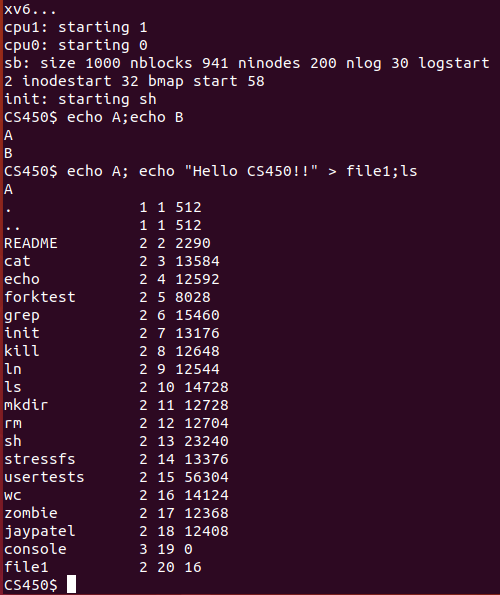 xv6...
cpu1: starting 1
cpu0: starting 0
sb: size 1000 nblocks 941 ninodes 200 nlog 30 logstart
2 inodestart 32 bmap start 58
init: starting sh
CS450$ echo A;echo B
A
B
CS450$ echo A; echo "Hello CS450!!" > file1;ls
A
. 1 1 512
.. 1 1 512
README 2 2 2290
cat 2 3 13584
echo 2 4 12592
forktest 2 5 8028
grep 2 6 15460
init 2 7 13176
kill 2 8 12648
ln 2 9 12544
ls 2 10 14728
mkdir 2 11 12728
rm 2 12 12704
sh 2 13 23240
stressfs 2 14 13376
usertests 2 15 56304
wc 2 16 14124
zombie 2 17 12368
jaypatel 2 18 12408
console 3 19 0
file1 2 20 16
CS450$